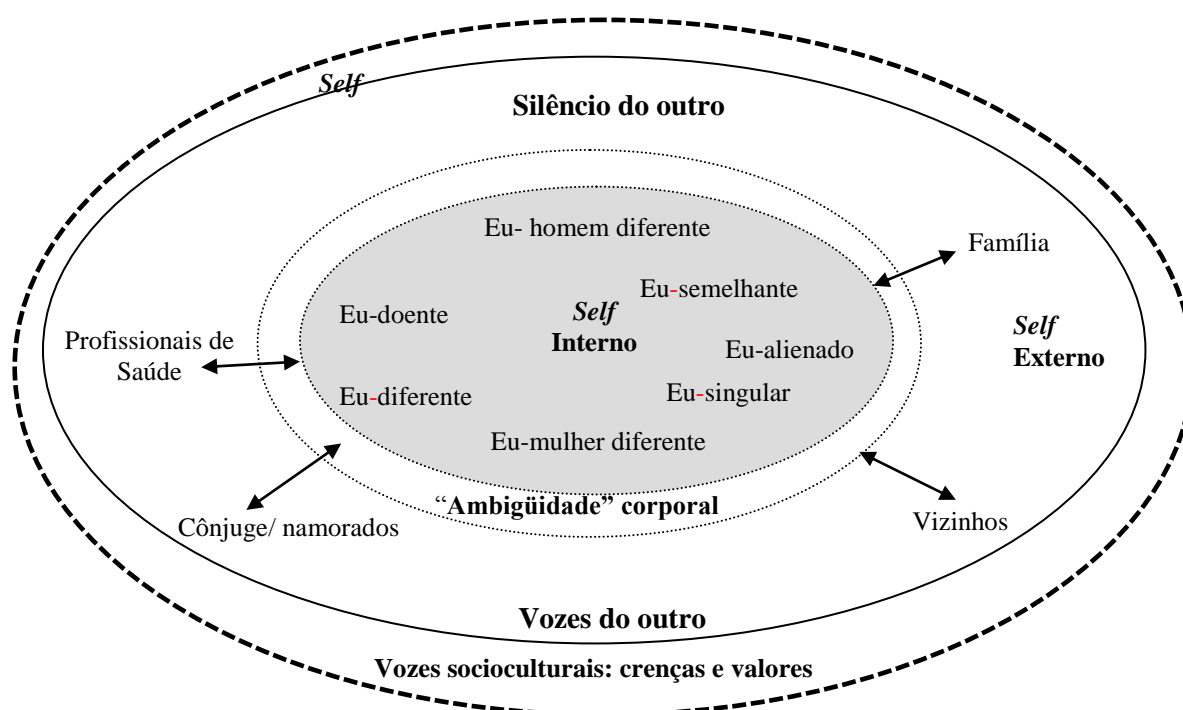 Self
Silêncio do outro
Eu- homem diferente
Família
Eu-semelhante
Eu-doente
Self
Interno
Self
Externo
Profissionais de
Saúde
Eu-alienado
Eu-diferente
Eu-singular
Eu-mulher diferente
“Ambigüidade” corporal
Cônjuge/ namorados
Vizinhos
Vozes do outro
Vozes socioculturais: crenças e valores